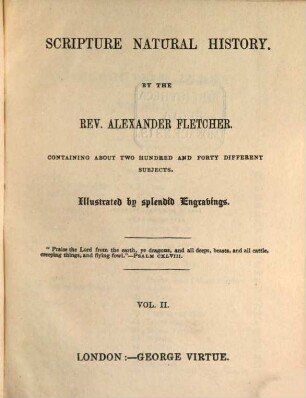 SCRIPTURE NATURAL HISTORY.
BY THE
REV. ALEXANDER FLETCHER.
CONTAINING ABOUT TWO HUNDRED AND FORTY DIFFERENT
SUBJECTS.
Illustrated by splendid Engravings.
"Praise the Lord from the earth, ye dragons, and all deeps, beasts, and all cattle,
creeping things, and flying fowl."—PSALM CXLVIII.
VOL. II.
LONDON:—GEORGE VIRTUE.